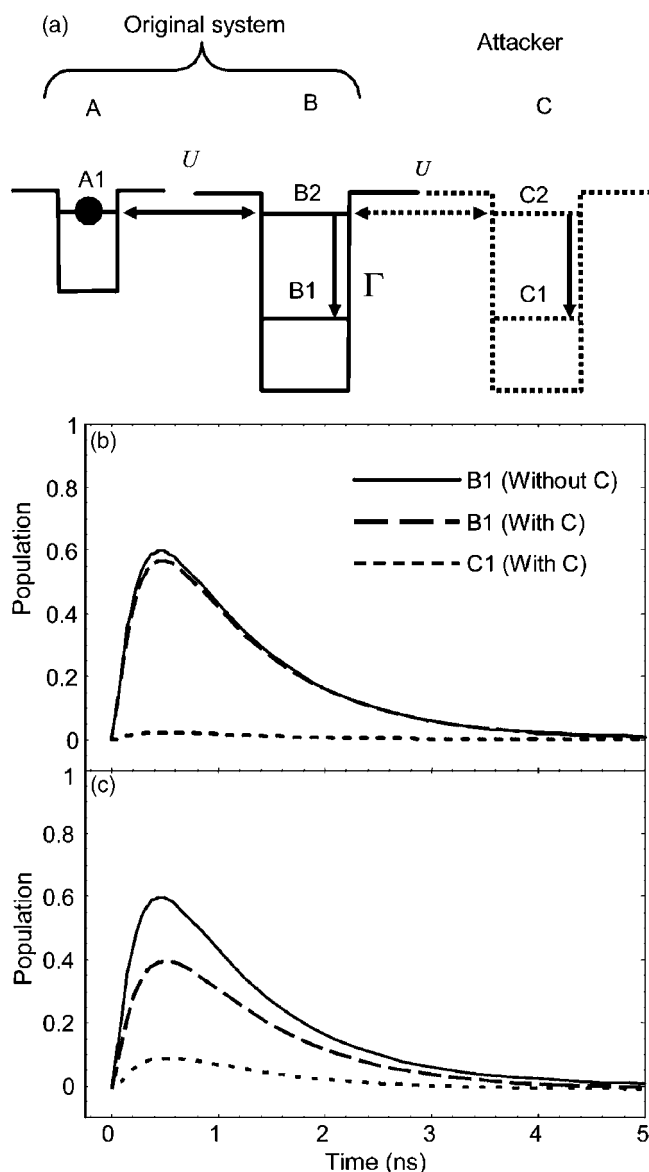 (a)
Original system
Attacker
A
B
C
U
U
A1
B2
C2
B1
Γ
C1
(b)
1
0.8
0.6
0.4
0.2
0
Population
B1 (Without C)
B1 (With C)
C1 (With C)
(c)
1
0.8
0.6
0.4
0.2
0
Population
0 1 2 3 4 5
Time (ns)